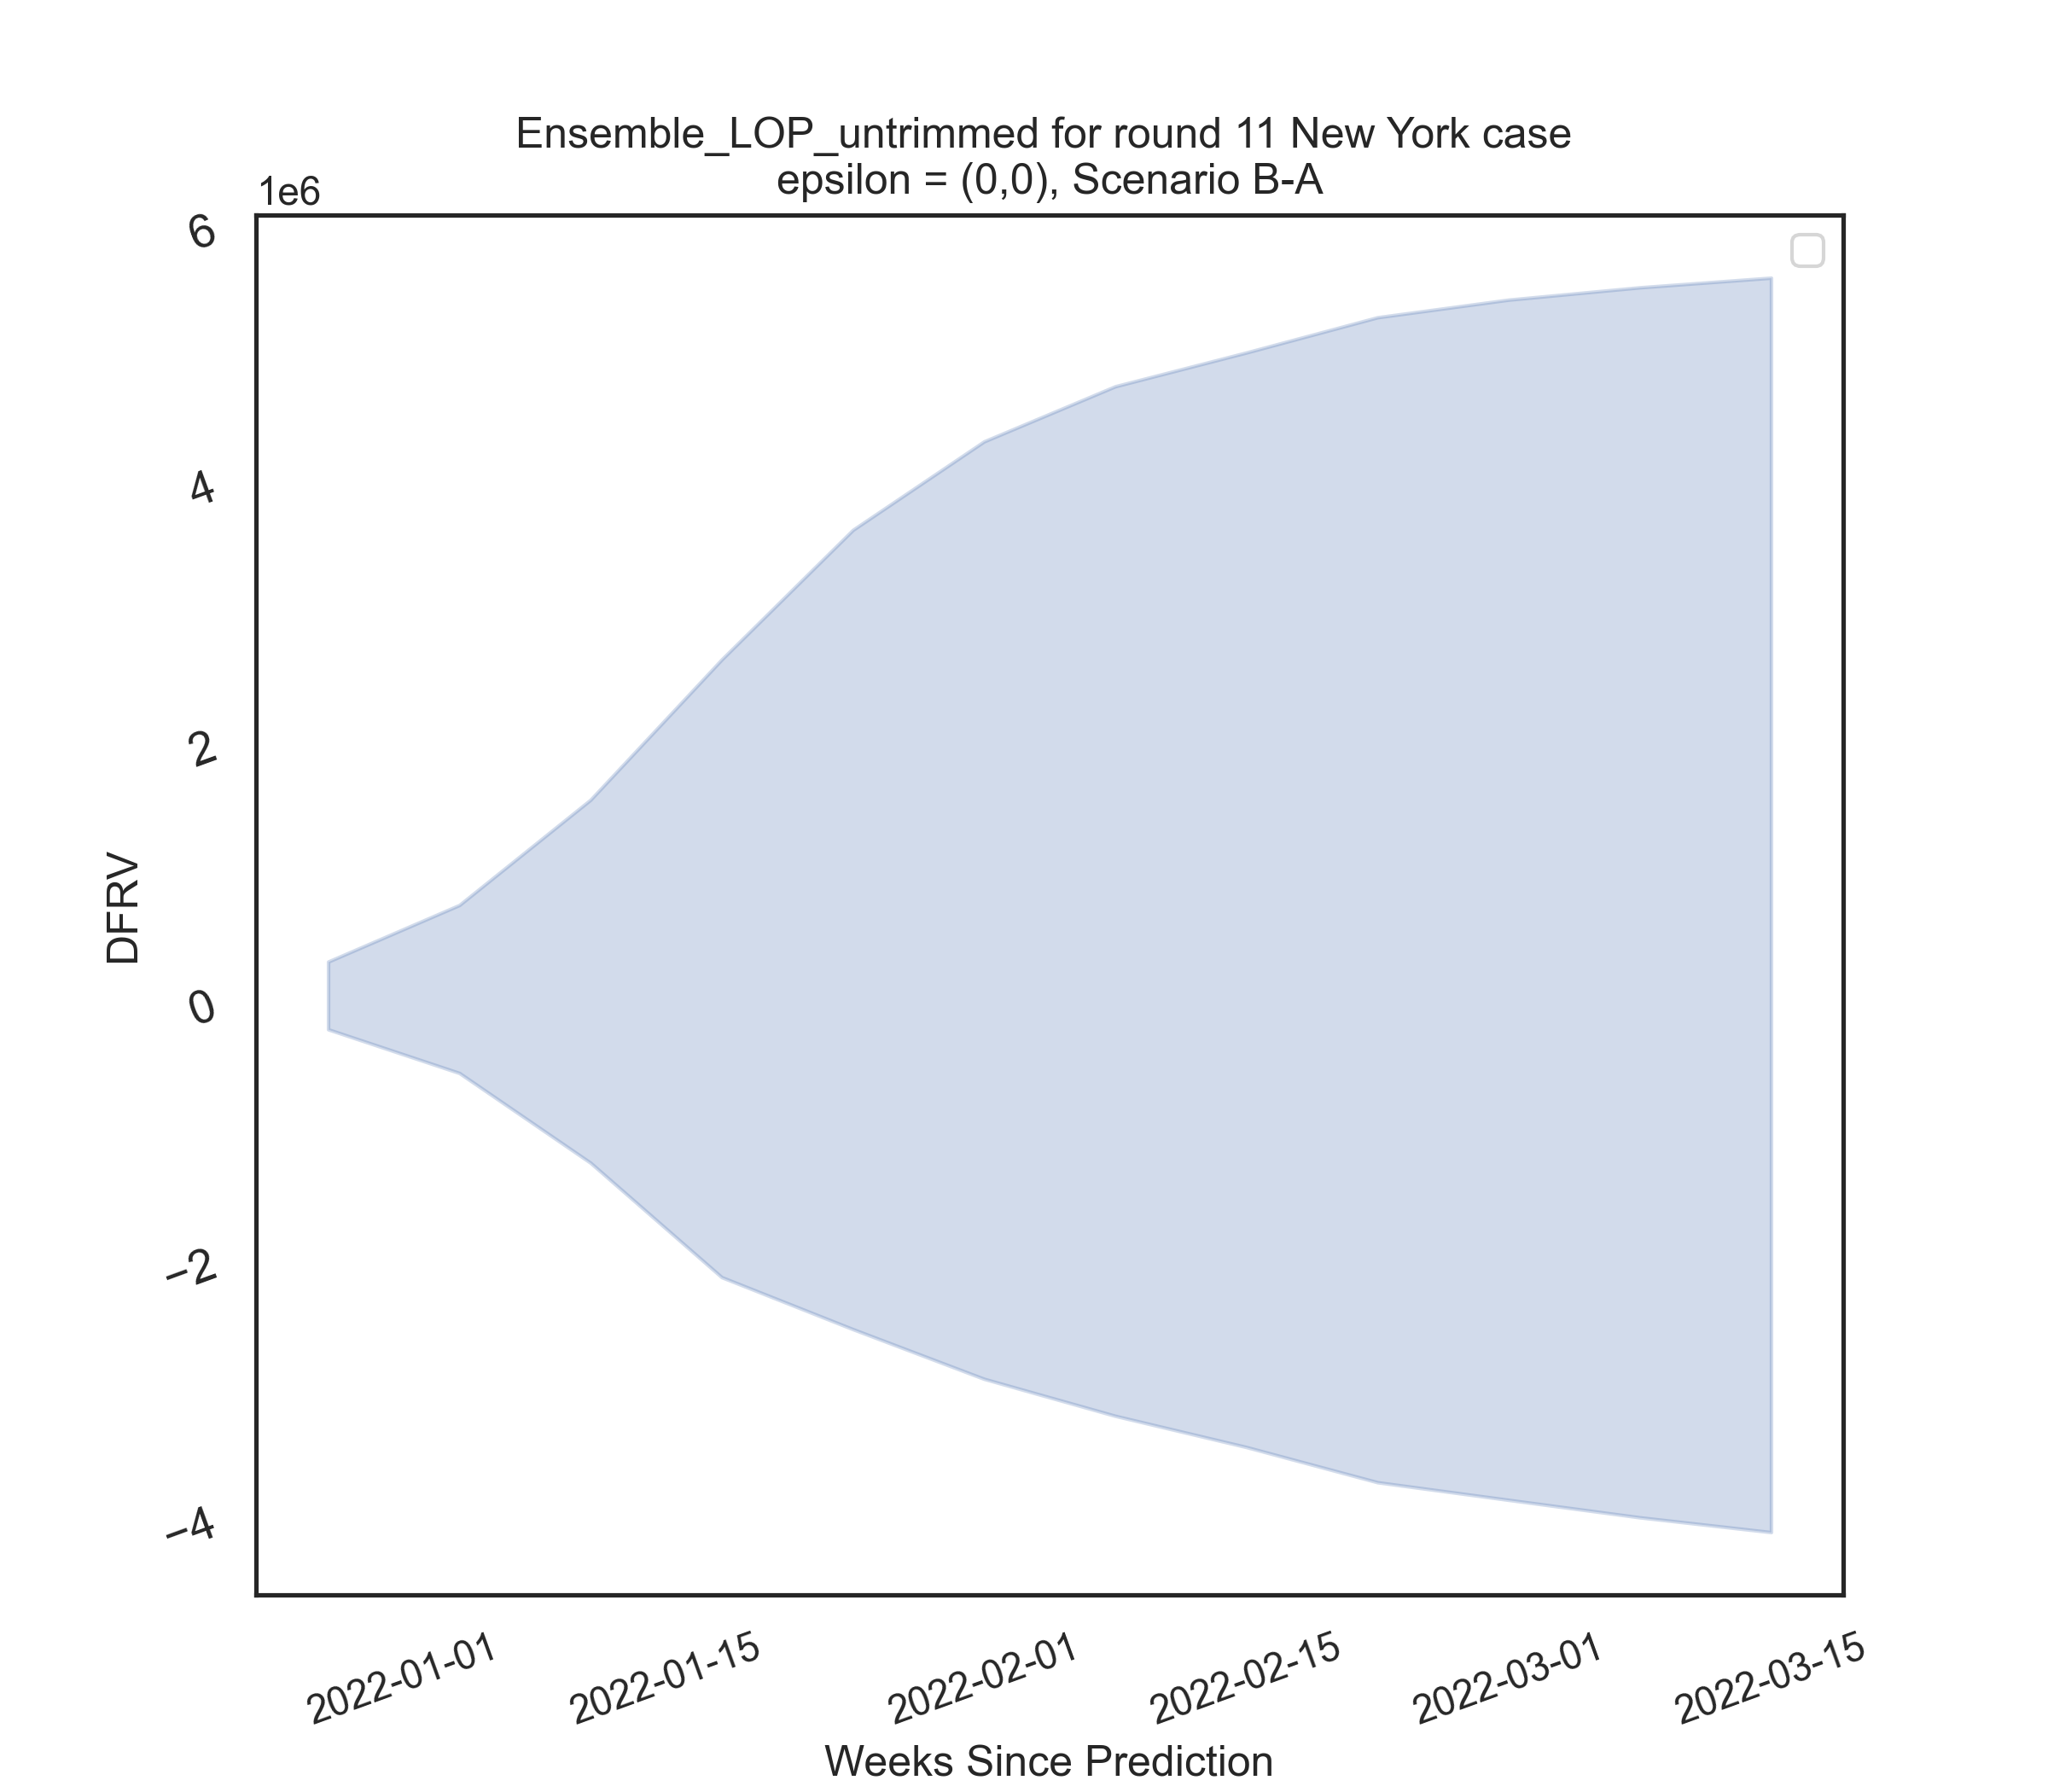 Ensemble_LOP_untrimmed for round 11 New York case
epsilon = (0,0), Scenario B-A
1e6
6
4
2
0
−2
−4
DFRV
2022-01-01
2022-01-15
2022-02-01
2022-02-15
2022-03-01
2022-03-15
Weeks Since Prediction